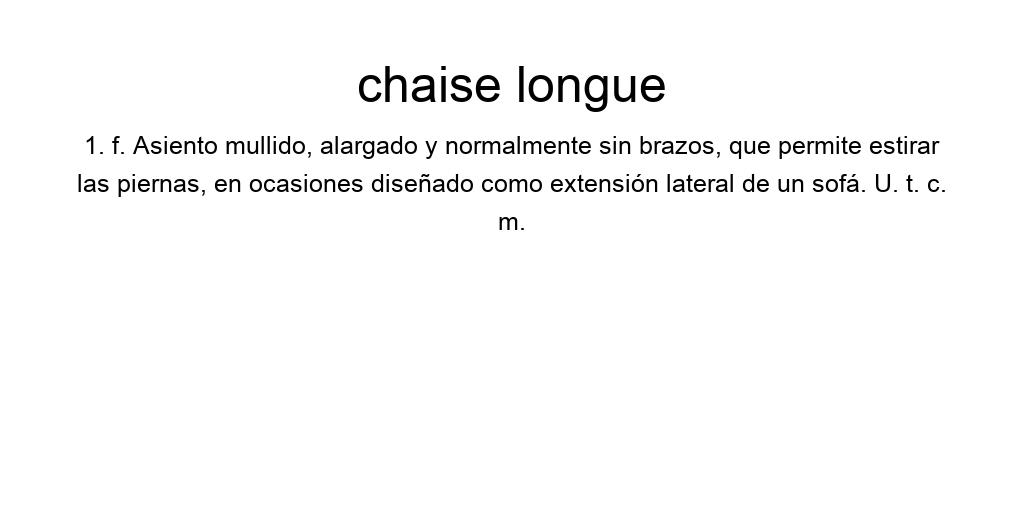 chaise longue
1. f. Asiento mullido, alargado y normalmente sin brazos, que permite estirar
las piernas, en ocasiones diseñado como extensión lateral de un sofá. U. t. c.
m.